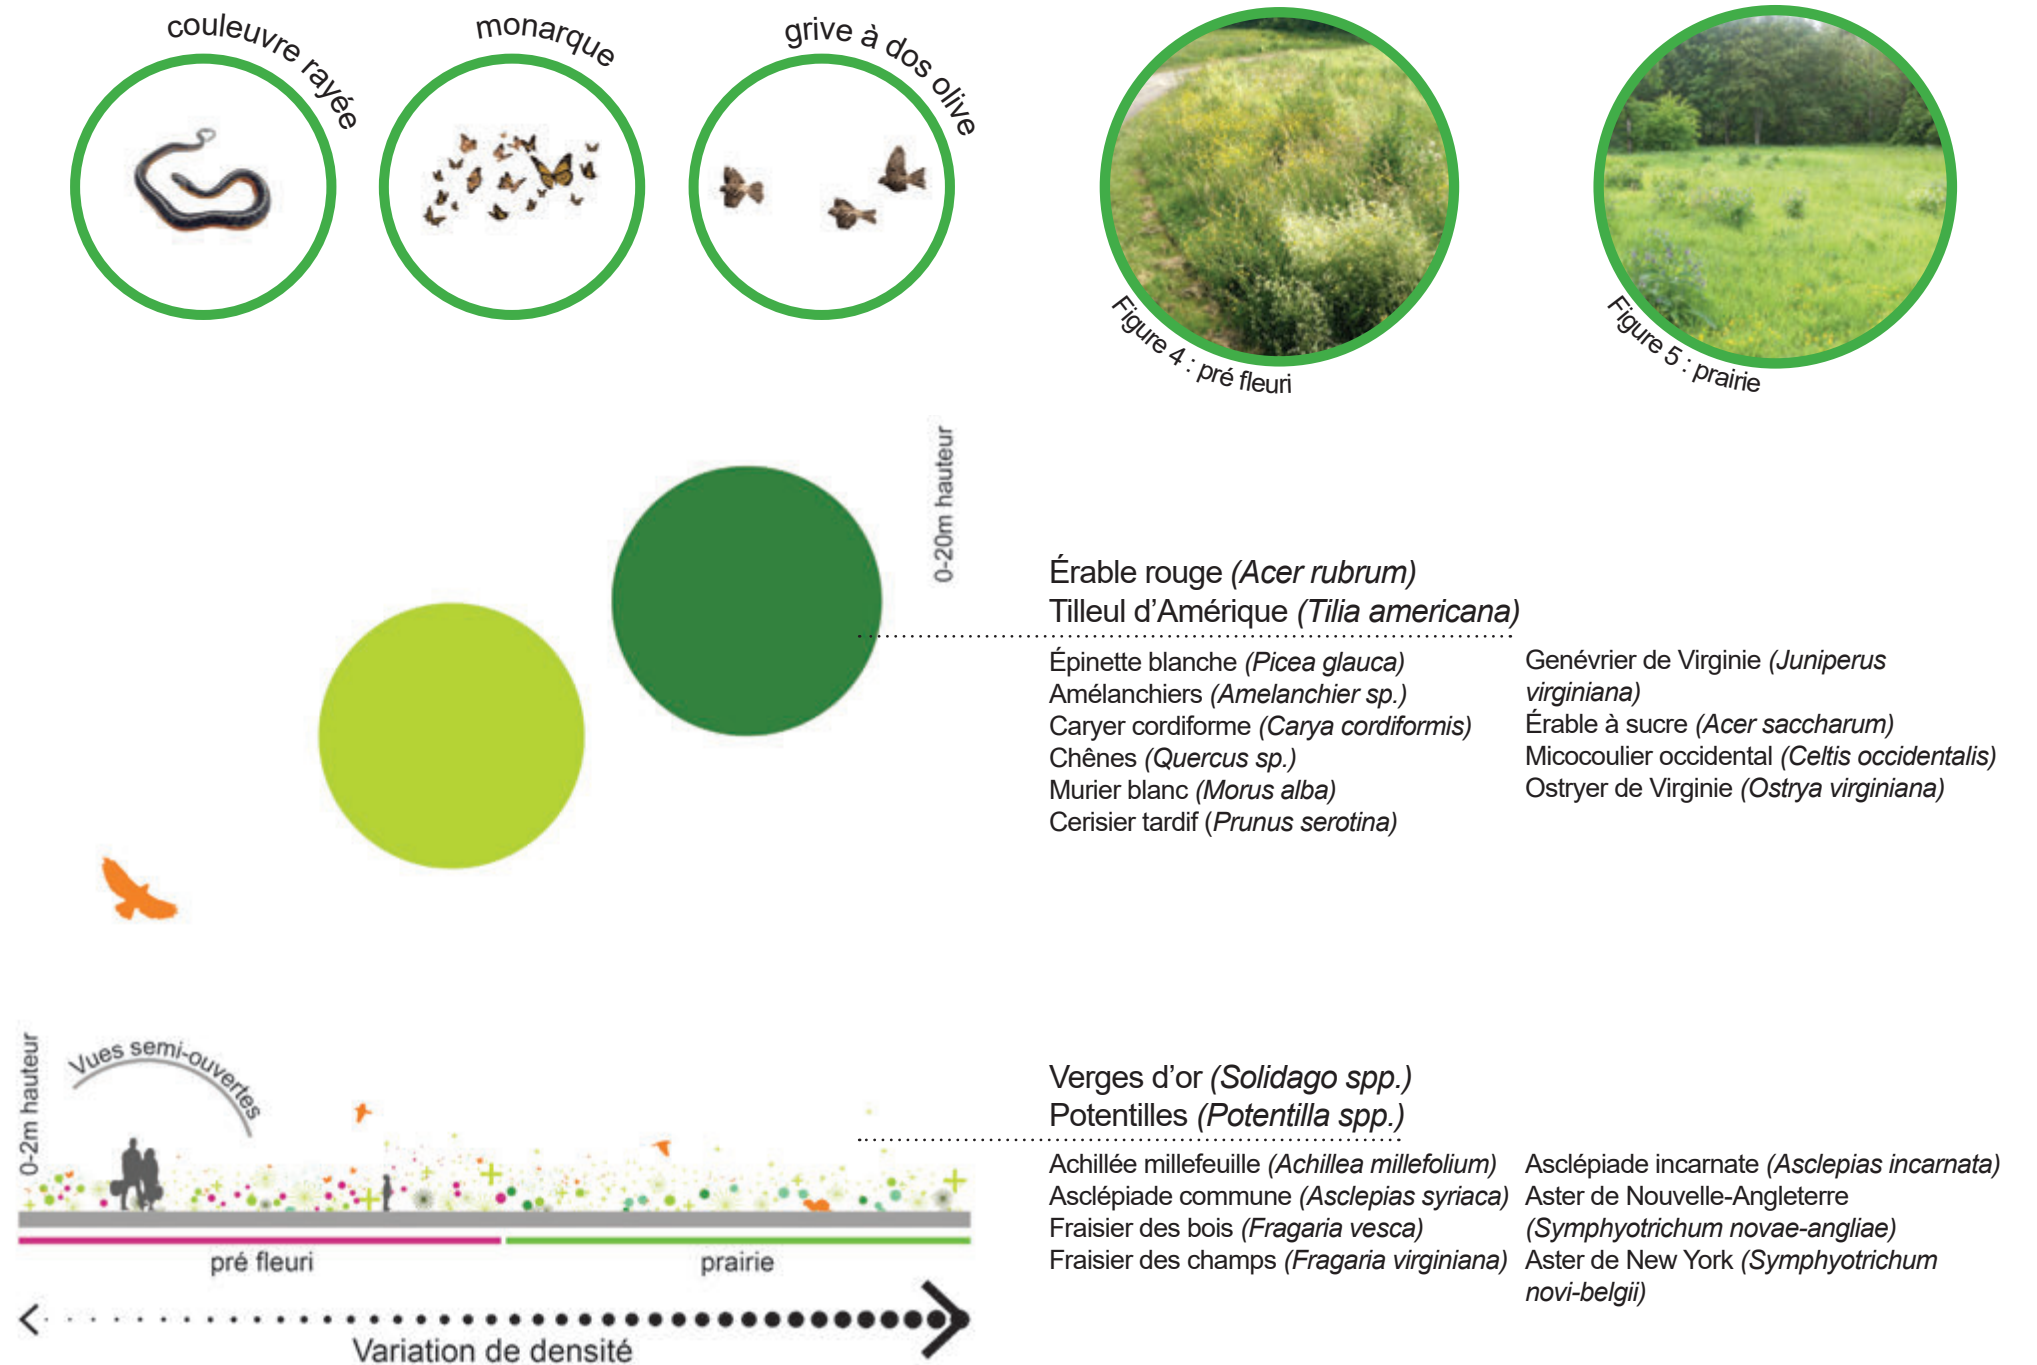 couleuvre rayée
monarque
grive à dos olive
Figure 4 : pré fleuri
Figure 5 : prairie
0-20m hauteur
Érable rouge (Acer rubrum)
Tilleul d’Amérique (Tilia americana)
Épinette blanche (Picea glauca)
Amélanchiers (Amelanchier sp.)
Caryer cordiforme (Carya cordiformis)
Chênes (Quercus sp.)
Murier blanc (Morus alba)
Cerisier tardif (Prunus serotina)
Genévrier de Virginie (Juniperus
virginiana)
Érable à sucre (Acer saccharum)
Micocoulier occidental (Celtis occidentalis)
Ostryer de Virginie (Ostrya virginiana)
0-2m hauteur
Vues semi-ouvertes
Verges d’or (Solidago spp.)
Potentilles (Potentilla spp.)
Achillée millefeuille (Achillea millefolium)
Asclépiade commune (Asclepias syriaca)
Fraisier des bois (Fragaria vesca)
Fraisier des champs (Fragaria virginiana)
Asclépiade incarnate (Asclepias incarnata)
Aster de Nouvelle-Angleterre
(Symphyotrichum novae-angliae)
Aster de New York (Symphyotrichum
novi-belgii)
pré fleuri
prairie
Variation de densité